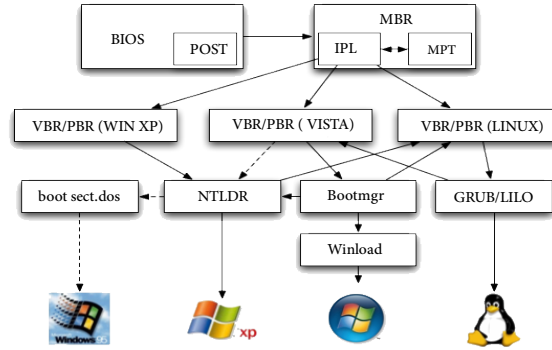 MBR
BIOS
POST
IPL
MPT
VBR/PBR (WIN XP)
VBR/PBR ( VISTA)
VBR/PBR (LINUX)
boot sect.dos
NTLDR
Bootmgr
GRUB/LILO
Winload
Windows 95
xp